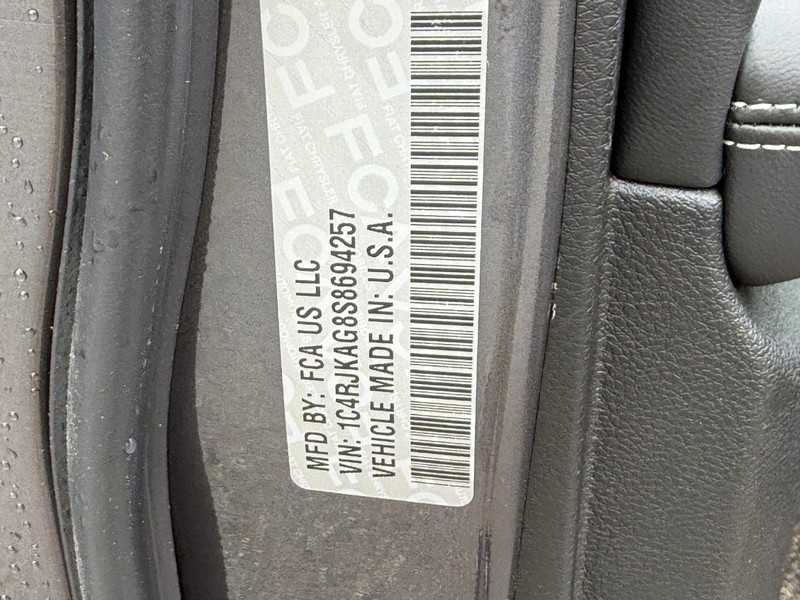 MFD BY: FCA US LLC
VIN: 1C4RJKAG8S8694257
VEHICLE MADE IN: U.S.A.